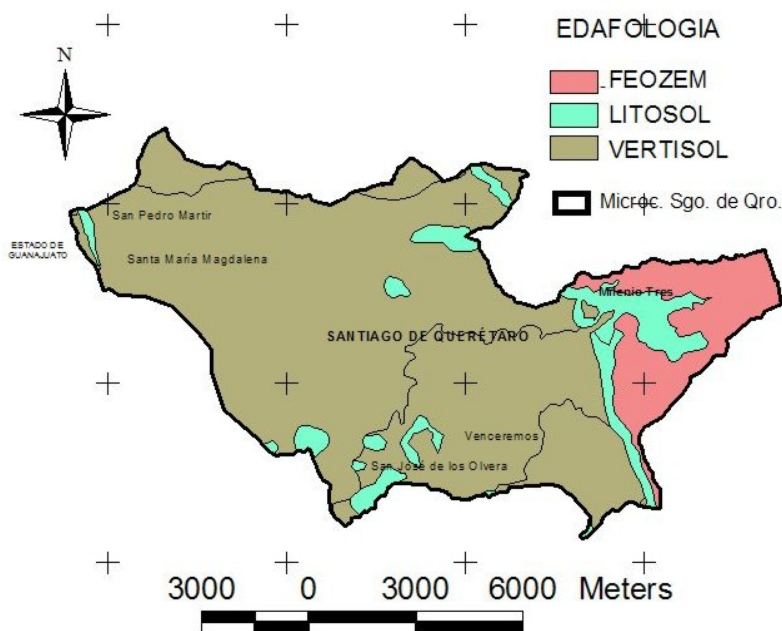 EDAFOLOGIA
N
FEOZEM
LITOSOL
VERTISOL
Microc. Sgo. de Qro.
San Pedro Martir
ESTADO DE
GUANAJUATO
Santa María Magdalena
Milenio Tres
SANTIAGO DE QUERÉTARO
Venceremos
San José de los Olvera
3000 0 3000 6000 Meters